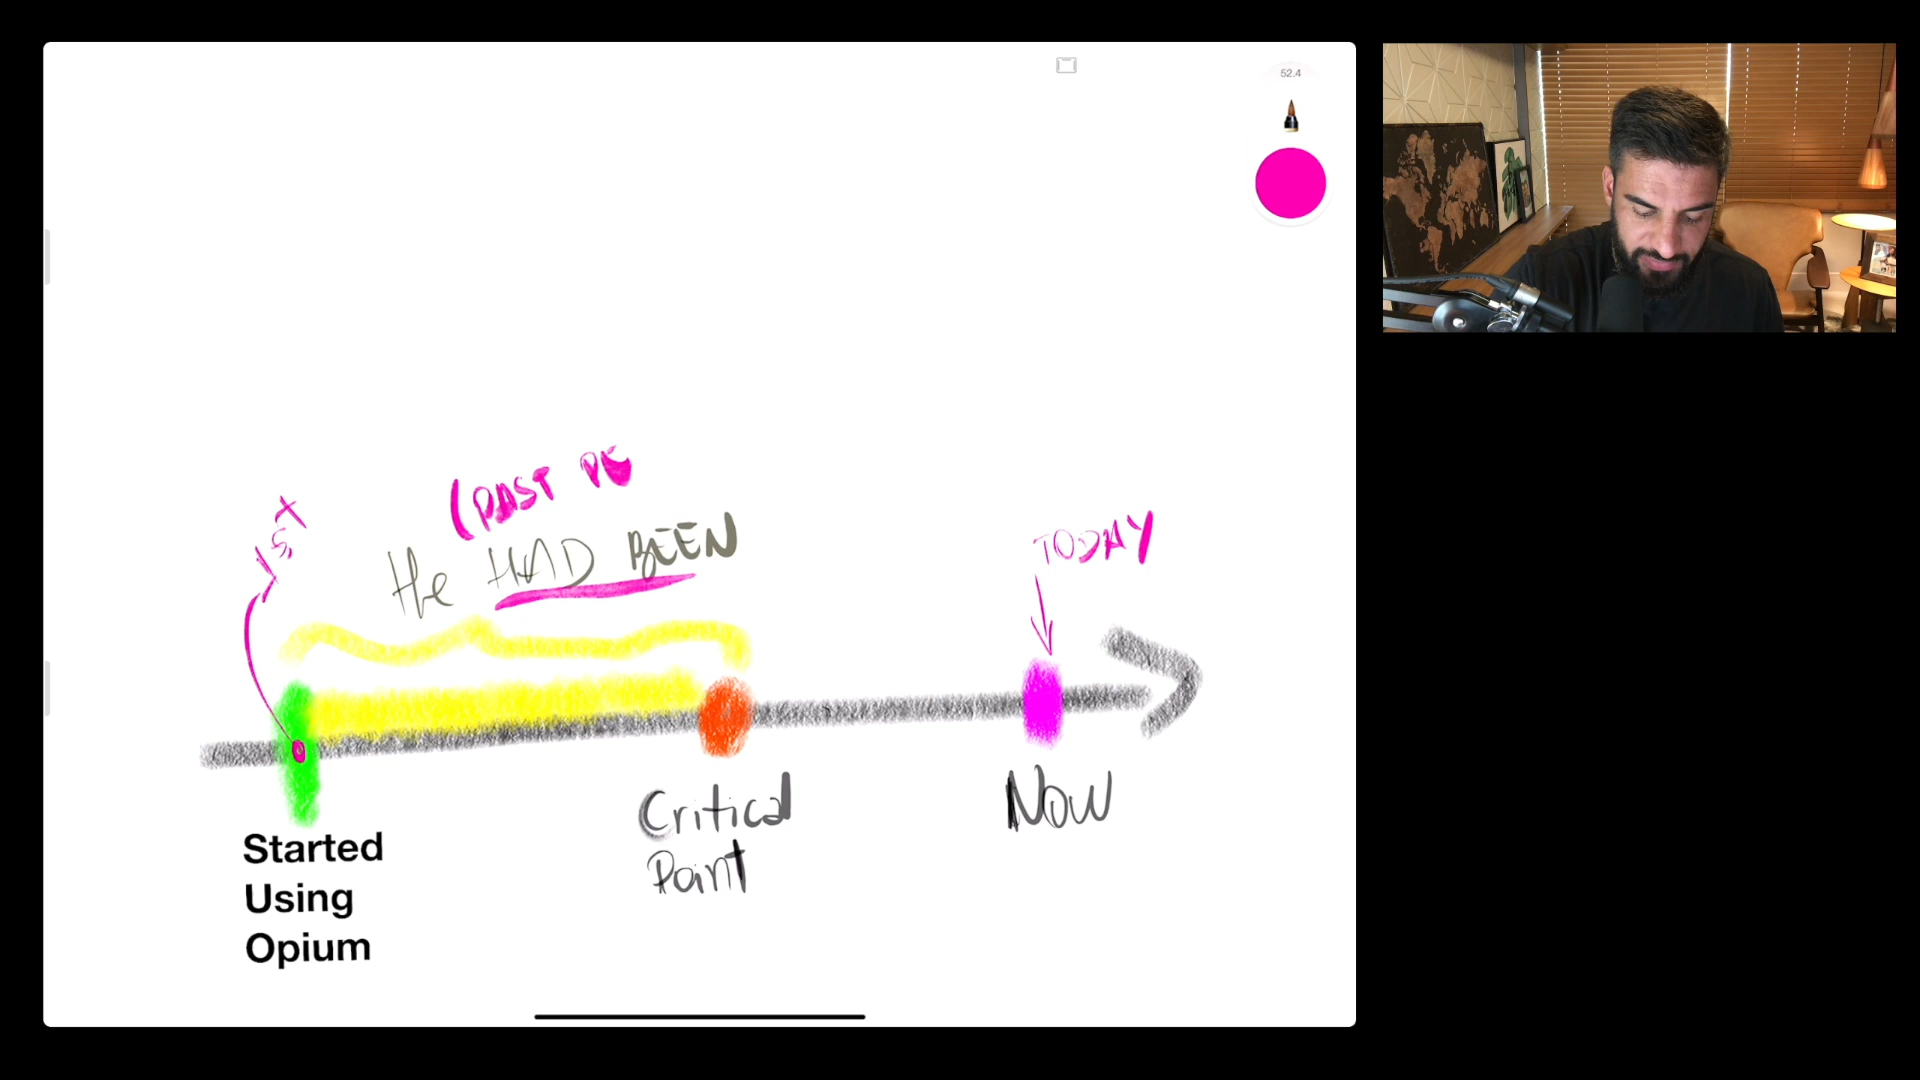 52.4
(PAST PE
1st
He HAD BEEN
TODAY
Critical
Point
Now
Started
Using
Opium